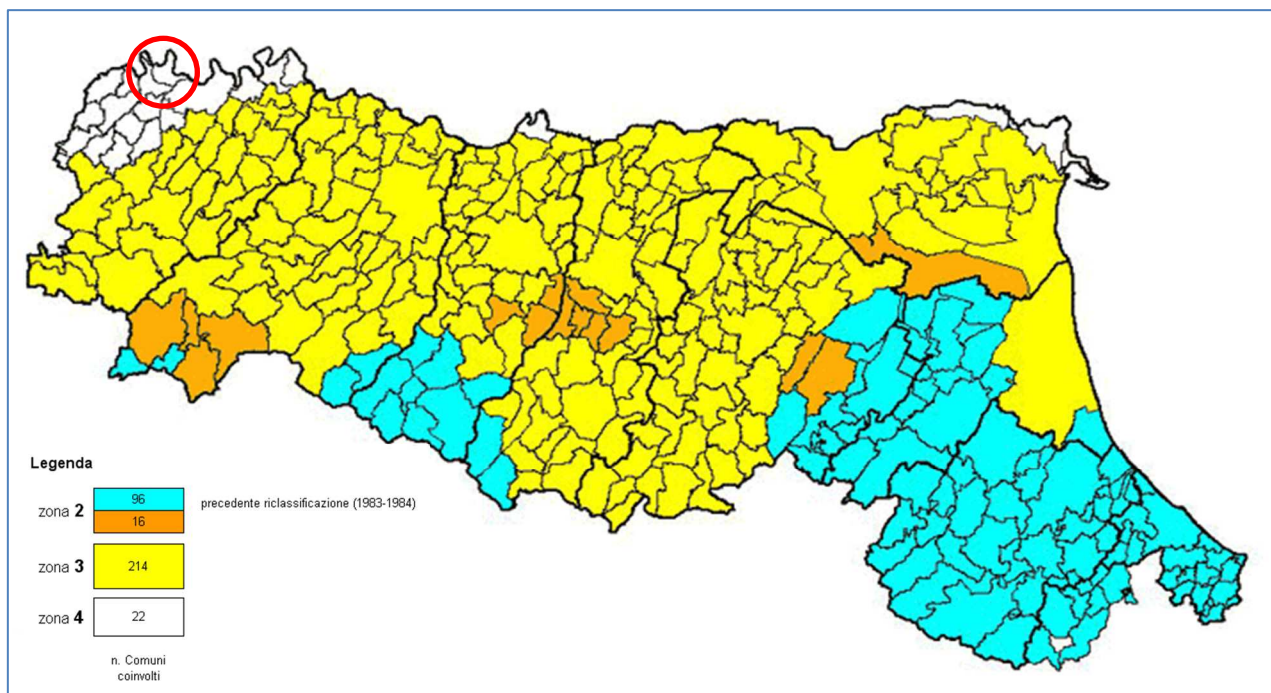 Legenda
zona 2
96
16
precedente riclassificazione (1983-1984)
zona 3
214
zona 4
22
n. Comuni
coinvolti